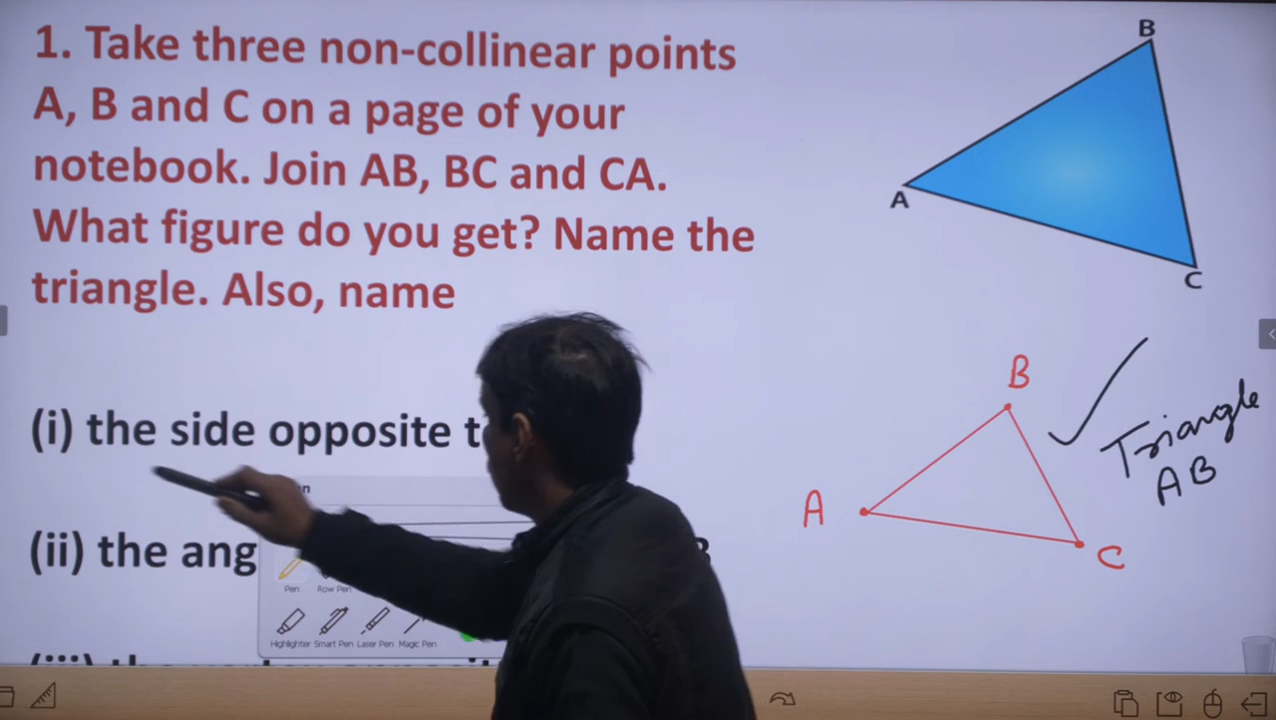 1. Take three non-collinear points
A, B and C on a page of your
notebook. Join AB, BC and CA.
What figure do you get? Name the
triangle. Also, name
(i) the side opposite
(ii) the
B
A
C
B
A
C
Triangle
AB
Pen
Row Pen
Highlighter Smart Pen Laser Pen Magic Pen